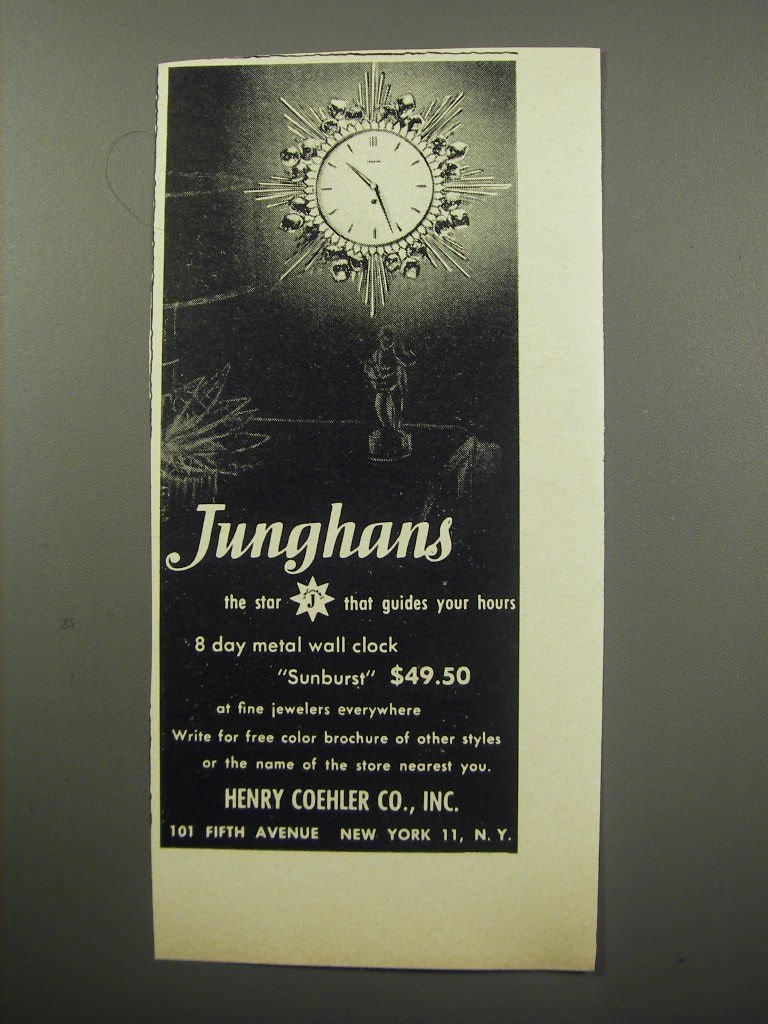 Junghans
the star J that guides your hours
8 day metal wall clock
"Sunburst" $49.50
at fine jewelers everywhere
Write for free color brochure of other styles
or the name of the store nearest you.
HENRY COEHLER CO., INC.
101 FIFTH AVENUE NEW YORK 11, N. Y.